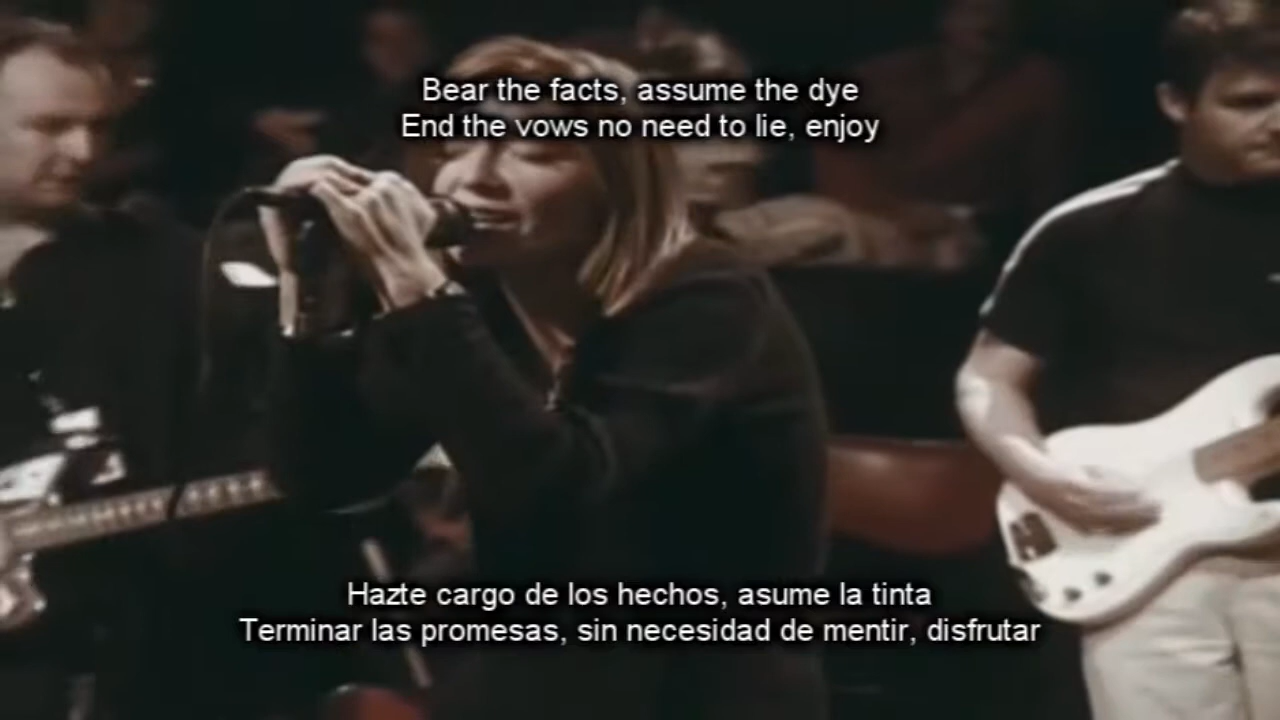 Bear the facts, assume the dye
End the vows no need to lie, enjoy
Hazte cargo de los hechos, asume la tinta
Terminar las promesas, sin necesidad de mentir, disfrutar